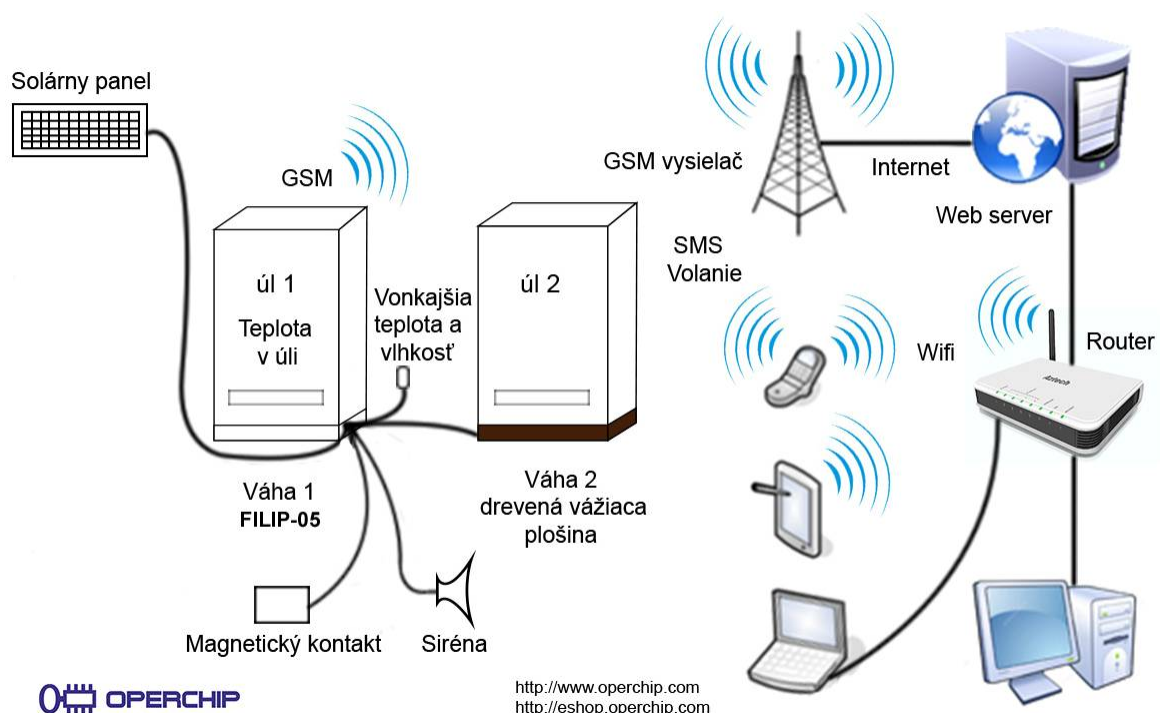 Solárny panel
GSM
úl 1
Teplota
v úli
Vonkajšia
teplota a
vlhkosť
úl 2
Váha 1
FILIP-05
Váha 2
drevená vážiaca
plošina
Magnetický kontakt
Siréna
GSM vysielač
Internet
Web server
SMS
Volanie
Wifi
Router
Aztech
OPERCHIP
http://www.operchip.com
http://eshop.operchip.com